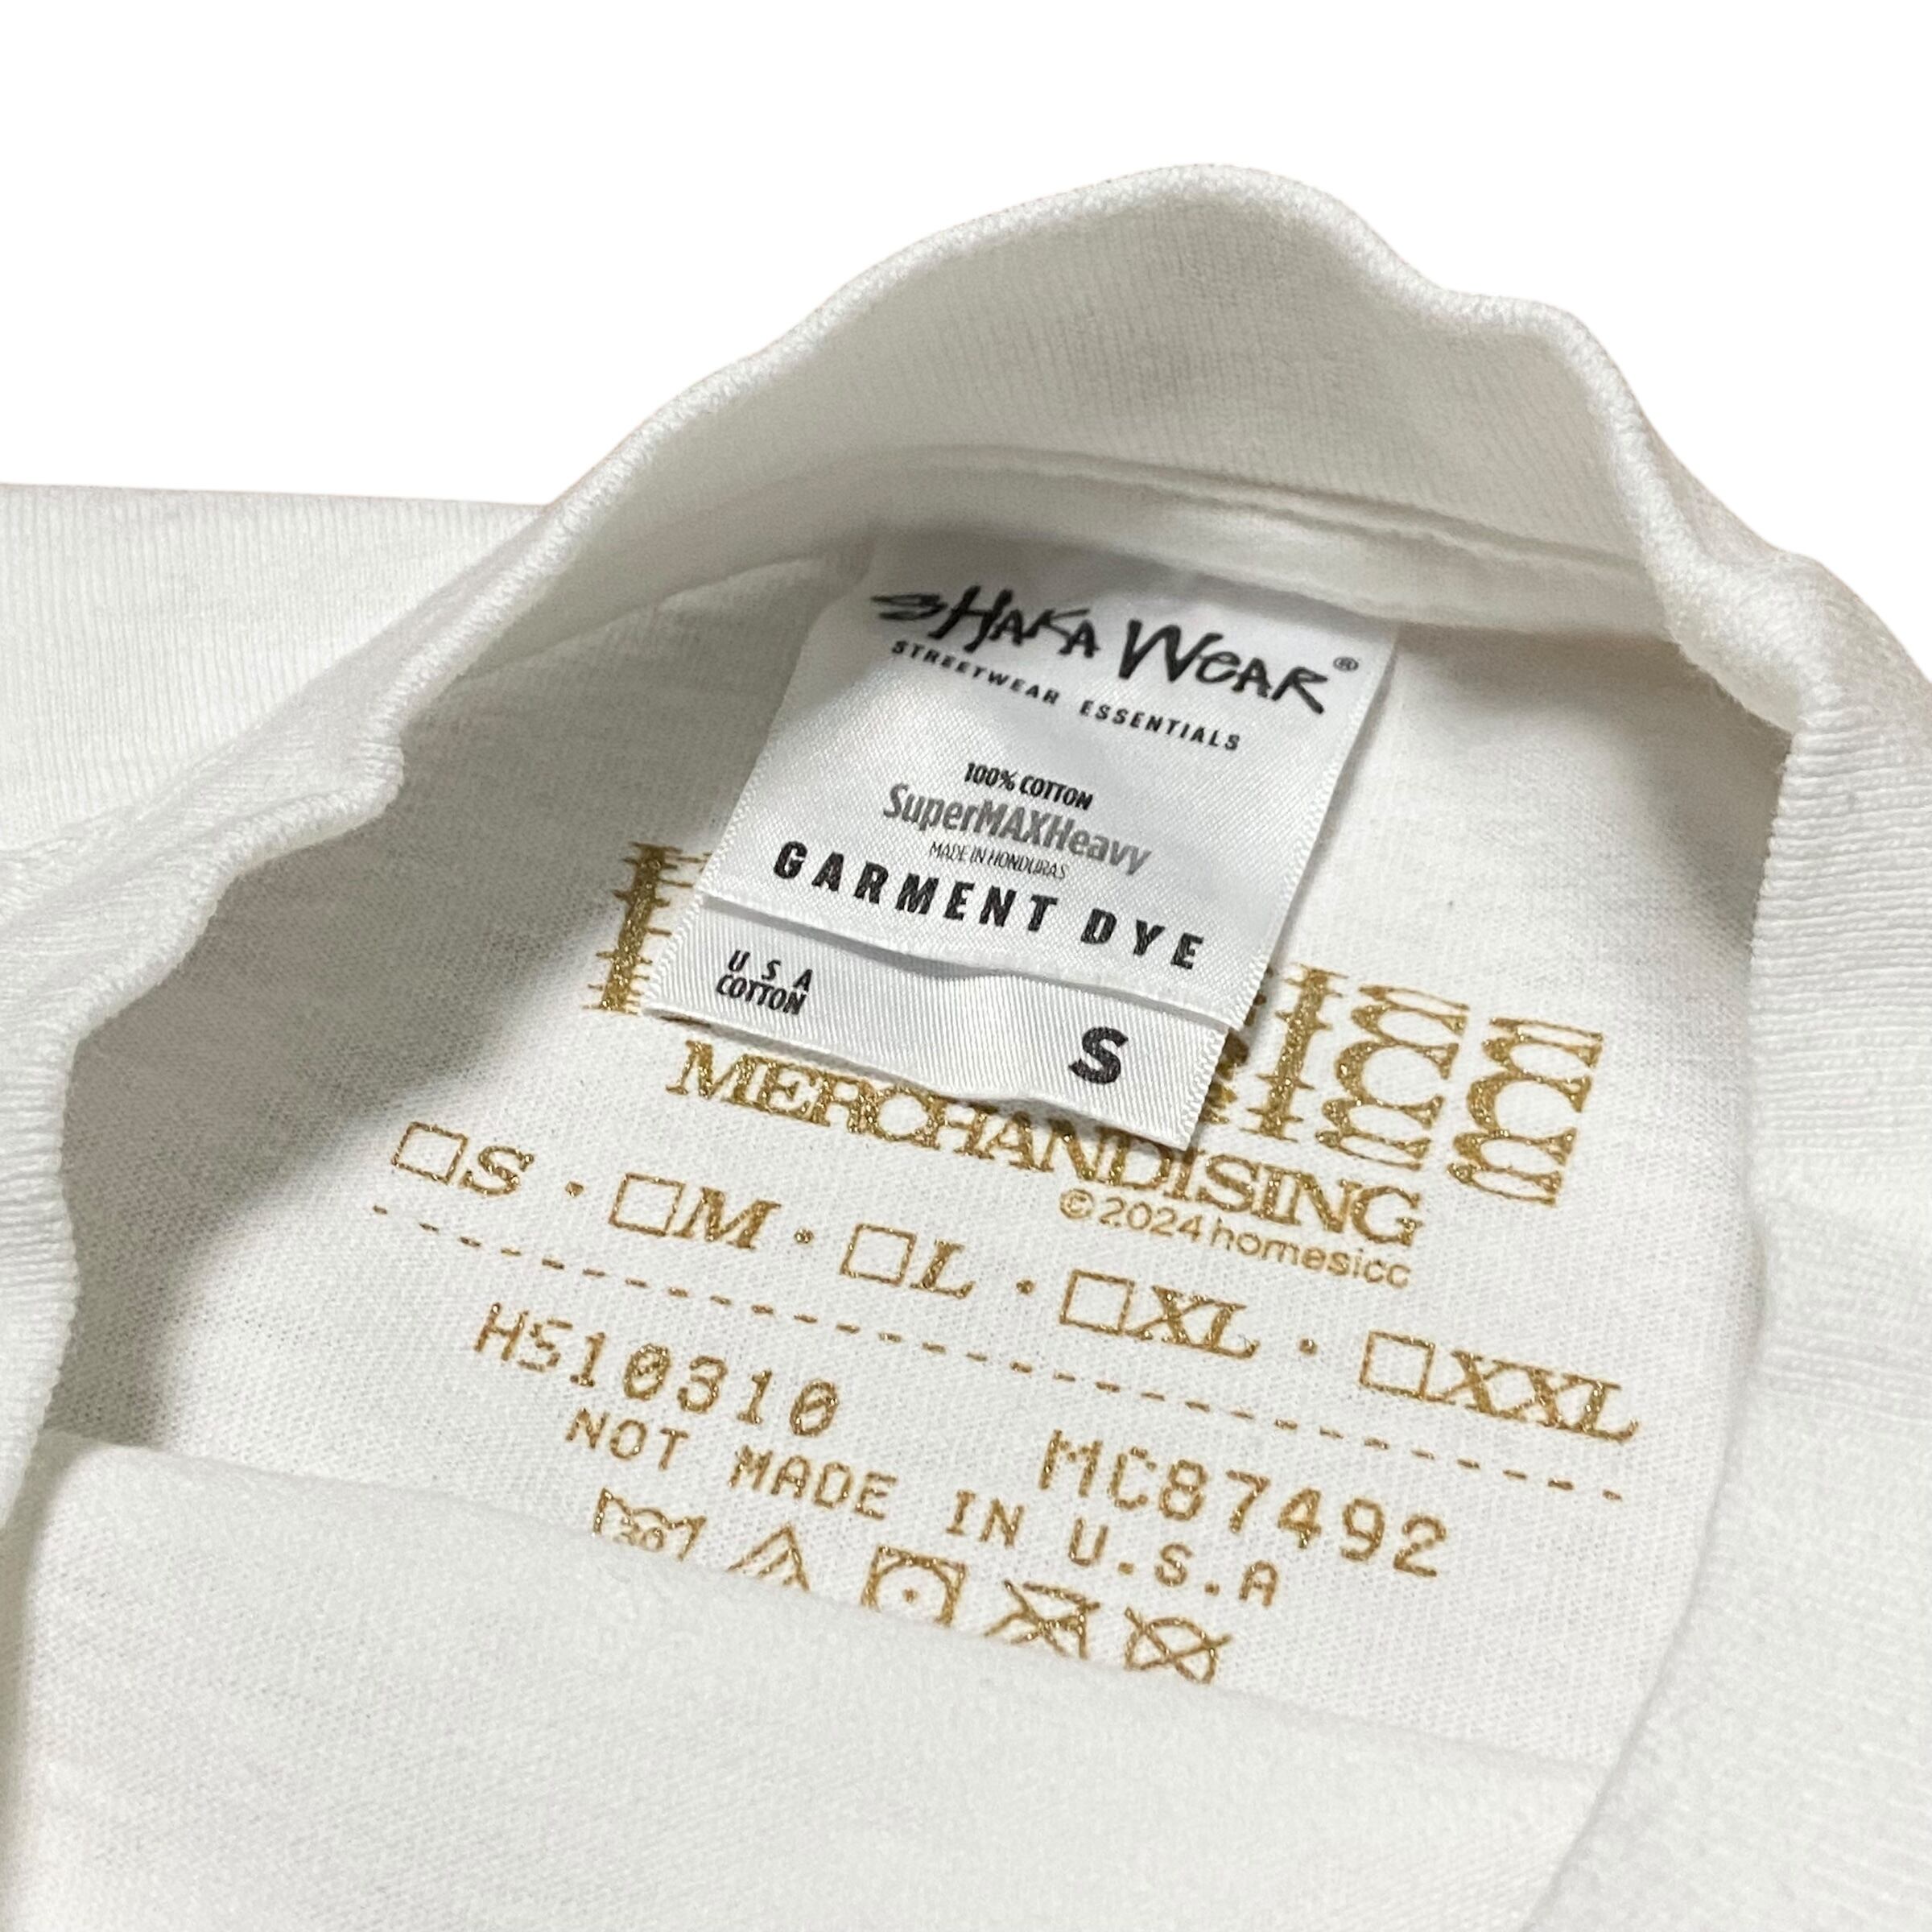 SHAKA WEAR®
STREETWEAR ESSENTIALS
100% COTTON
SuperMAXHeavy
MADE IN HONDURAS
GARMENT DYE
U S A
COTTON
S
MERCHANDISING
©2024 homesicc
S · M · L · XL · XXL
HS10310 MC87492
NOT MADE IN U.S.A
30